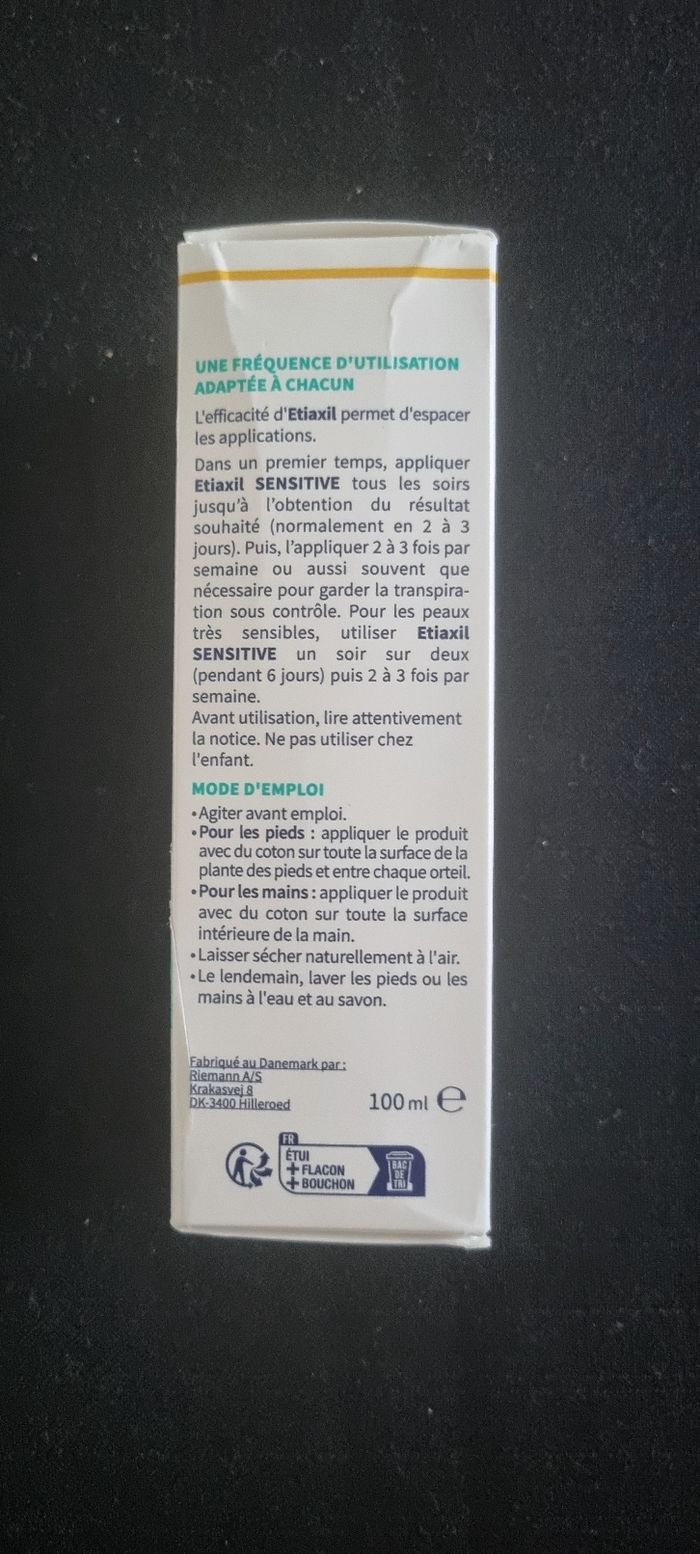 UNE FRÉQUENCE D'UTILISATION
ADAPTÉE À CHACUN
L'efficacité d'Etiaxil permet d'espacer
les applications.
Dans un premier temps, appliquer
Etiaxil SENSITIVE tous les soirs
jusqu'à l'obtention du résultat
souhaité (normalement en 2 à 3
jours). Puis, l'appliquer 2 à 3 fois par
semaine ou aussi souvent que
nécessaire pour garder la transpira-
tion sous contrôle. Pour les peaux
très sensibles, utiliser Etiaxil
SENSITIVE un soir sur deux
(pendant 6 jours) puis 2 à 3 fois par
semaine.
Avant utilisation, lire attentivement
la notice. Ne pas utiliser chez
l'enfant.
MODE D'EMPLOI
•Agiter avant emploi.
•Pour les pieds : appliquer le produit
avec du coton sur toute la surface de la
plante des pieds et entre chaque orteil.
•Pour les mains : appliquer le produit
avec du coton sur toute la surface
intérieure de la main.
•Laisser sécher naturellement à l'air.
•Le lendemain, laver les pieds ou les
mains à l'eau et au savon.
Fabriqué au Danemark par :
Riemann A/S
Krakasvej 8
DK-3400 Hilleroed
100 ml ℮
FR
ÉTUI
+ FLACON
+ BOUCHON
BAC
DE
TRI